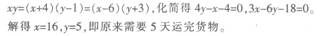 xy=(x+4)(y-1)=(x-6)(y+3),化简得 4y-x-4=0,3x-6y-18=0。
解得 x=16,y=5,即原来需要 5 天运完货物。